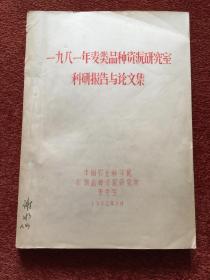 一九八一年麦类品种资源研究室
科研报告与论文集
中国农业科学院
作物品种资源研究所
麦类室